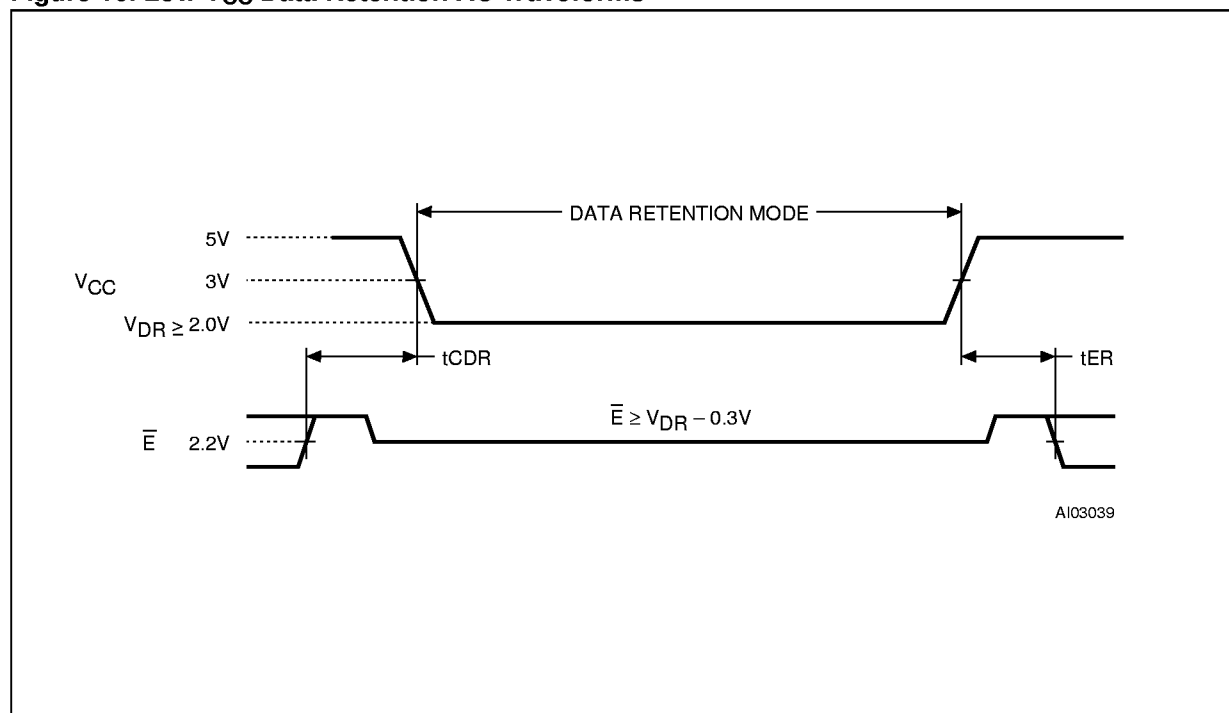 DATA RETENTION MODE
5V
VCC 3V
VDR ≥ 2.0V
tCDR
tER
E̅ ≥ VDR – 0.3V
E̅ 2.2V
AI03039